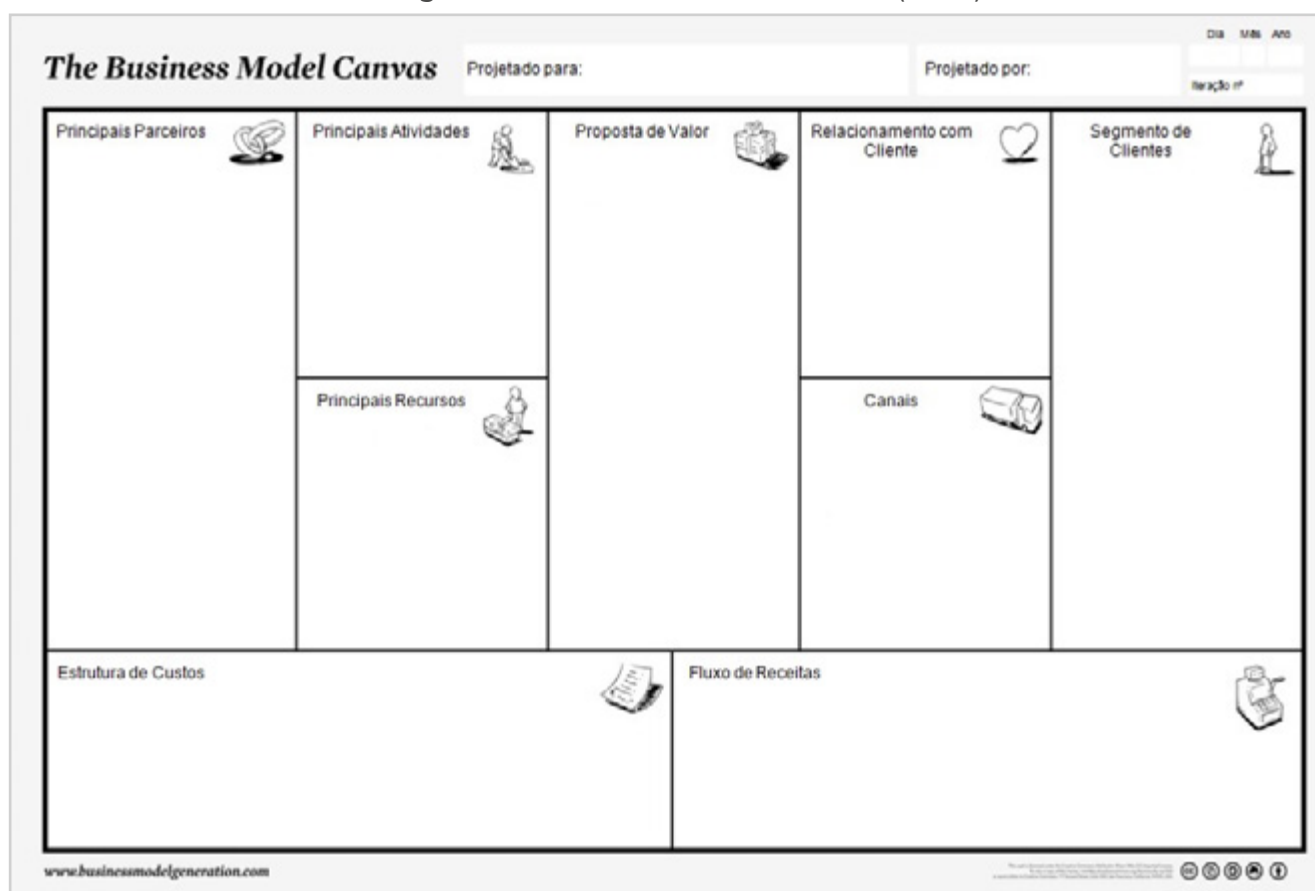 The Business Model Canvas
Projetado para:
Projetado por:
Dia Mês Ano
Iteração nº
Principais Parceiros
Principais Atividades
Proposta de Valor
Relacionamento com
Cliente
Segmento de
Clientes
Principais Recursos
Canais
Estrutura de Custos
Fluxo de Receitas
www.businessmodelgeneration.com